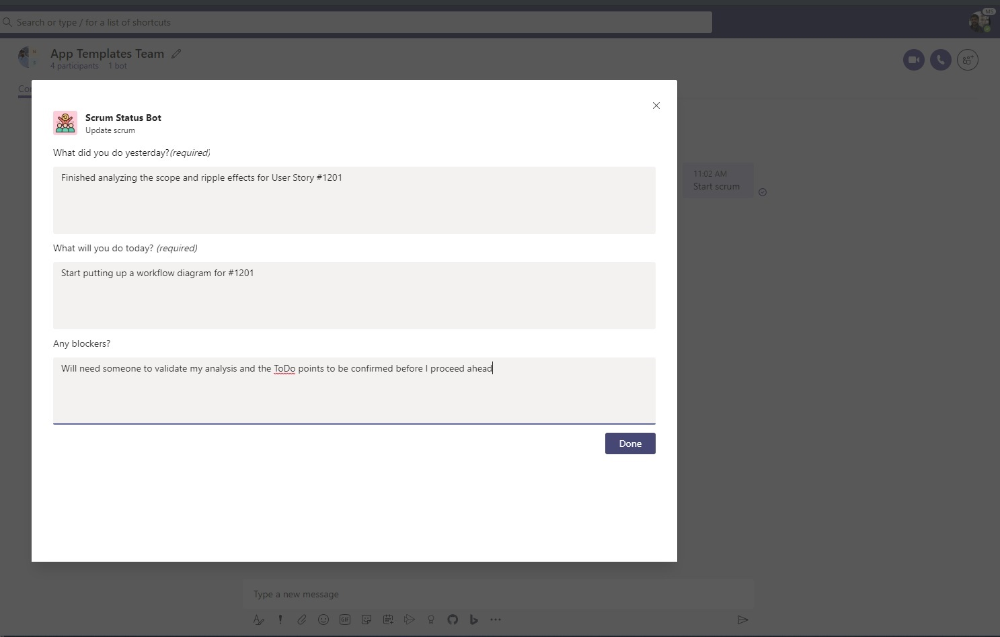 Search or type / for a list of shortcuts
MS
App Templates Team
4 participants 1 bot
Scrum Status Bot
Update scrum
What did you do yesterday?(required)
Finished analyzing the scope and ripple effects for User Story #1201
11:02 AM
Start scrum
What will you do today? (required)
Start putting up a workflow diagram for #1201
Any blockers?
Will need someone to validate my analysis and the ToDo points to be confirmed before I proceed ahead
Done
Type a new message
GIF